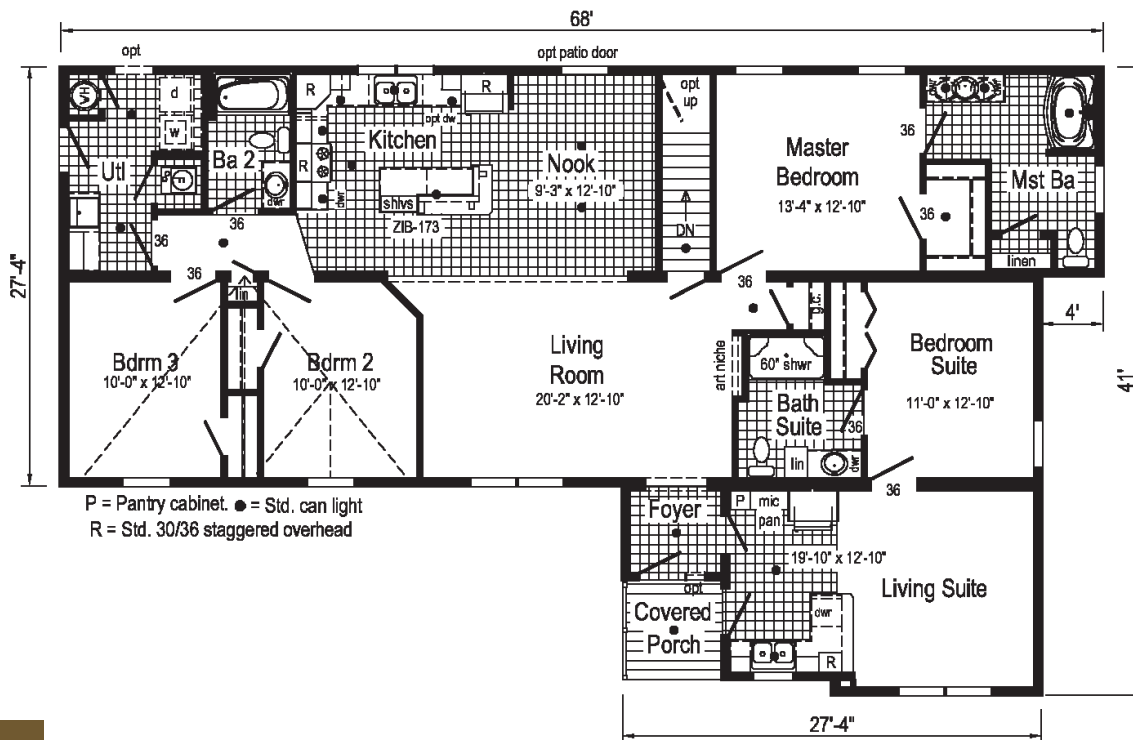 68'
opt
opt patio door
27'-4"
WH
d
w
Utl
Ba 2
dwr
R
R
dwr
Kitchen
opt dw
R
shlvs
ZIB-173
Nook
9'-3" x 12'-10"
opt
up
DN
Master
Bedroom
13'-4" x 12'-10"
36
dwr
Mst Ba
36
linen
36
36
36
lin
36
g.c.
4'
41'
Bdrm 3
10'-0" x 12'-10"
Bdrm 2
10'-0" x 12'-10"
Living
Room
20'-2" x 12'-10"
art niche
60" shwr
Bath
Suite
36
lin
dwr
Bedroom
Suite
11'-0" x 12'-10"
36
P = Pantry cabinet. ● = Std. can light
R = Std. 30/36 staggered overhead
Foyer
opt
P
mic
pan
19'-10" x 12'-10"
Living Suite
Covered
Porch
dwr
R
27'-4"